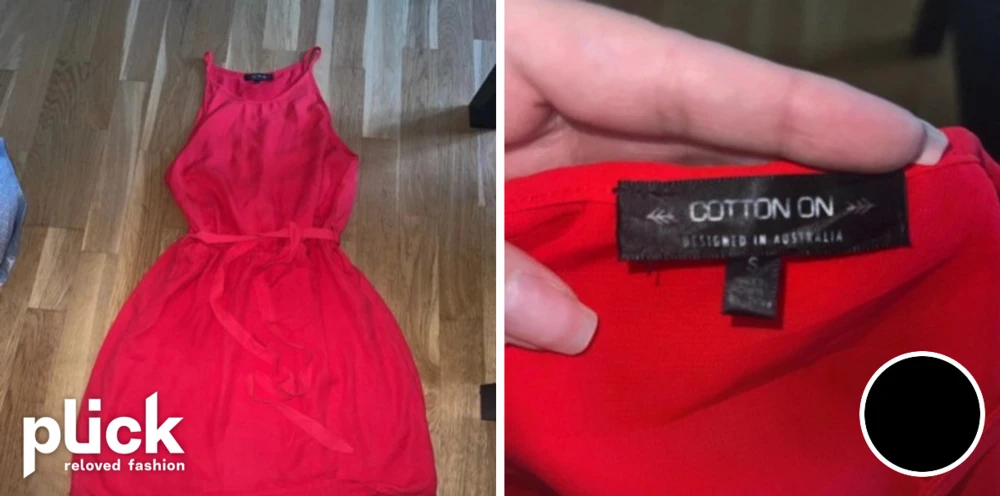 plick
reloved fashion
COTTON ON
DESIGNED IN AUSTRALIA
S